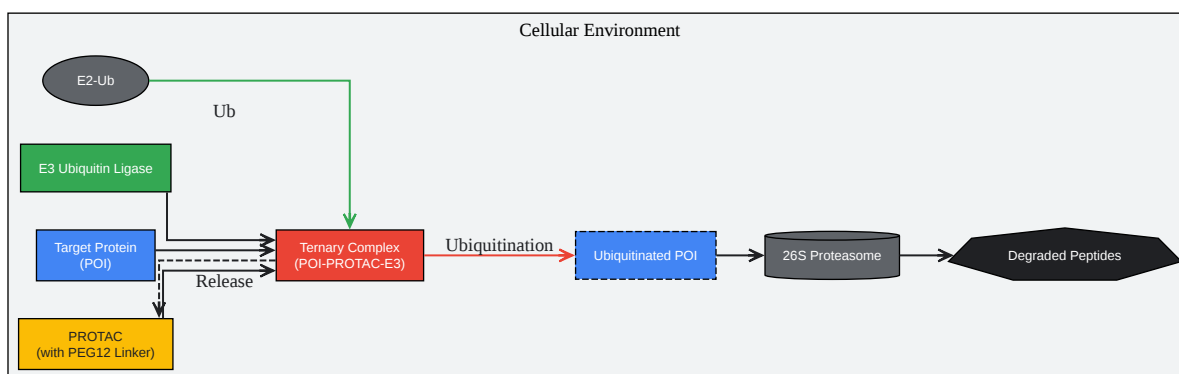 Cellular Environment
E2-Ub
Ub
E3 Ubiquitin Ligase
Target Protein
(POI)
Ternary Complex
(POI-PROTAC-E3)
Ubiquitination
Ubiquitinated POI
26S Proteasome
Degraded Peptides
Release
PROTAC
(with PEG12 Linker)